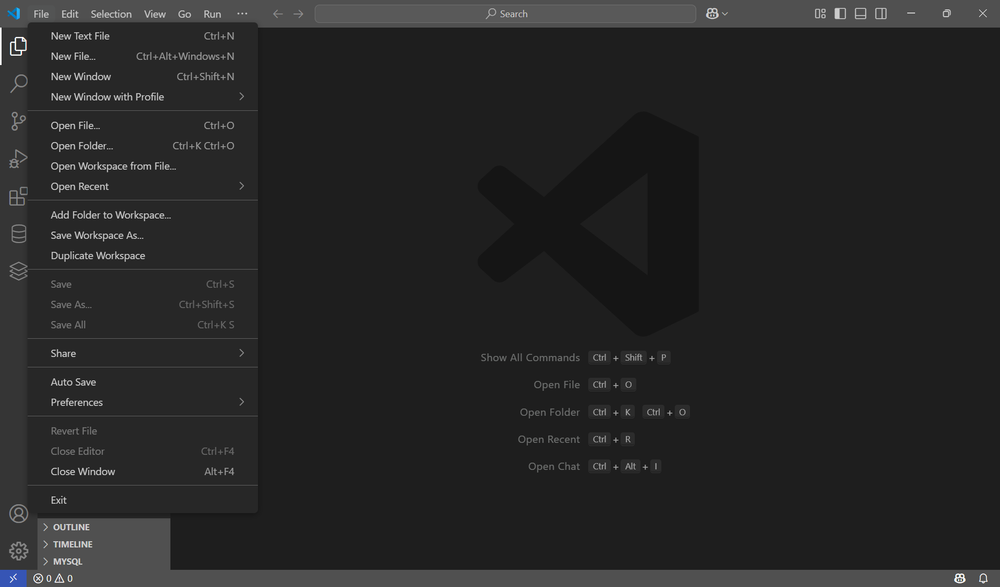 File Edit Selection View Go Run ···
Search
New Text File Ctrl+N
New File... Ctrl+Alt+Windows+N
New Window Ctrl+Shift+N
New Window with Profile
Open File... Ctrl+O
Open Folder... Ctrl+K Ctrl+O
Open Workspace from File...
Open Recent
Add Folder to Workspace...
Save Workspace As...
Duplicate Workspace
Save Ctrl+S
Save As... Ctrl+Shift+S
Save All Ctrl+K S
Share
Auto Save
Preferences
Revert File
Close Editor Ctrl+F4
Close Window Alt+F4
Exit
Show All Commands Ctrl + Shift + P
Open File Ctrl + O
Open Folder Ctrl + K Ctrl + O
Open Recent Ctrl + R
Open Chat Ctrl + Alt + I
OUTLINE
TIMELINE
MYSQL
0 0